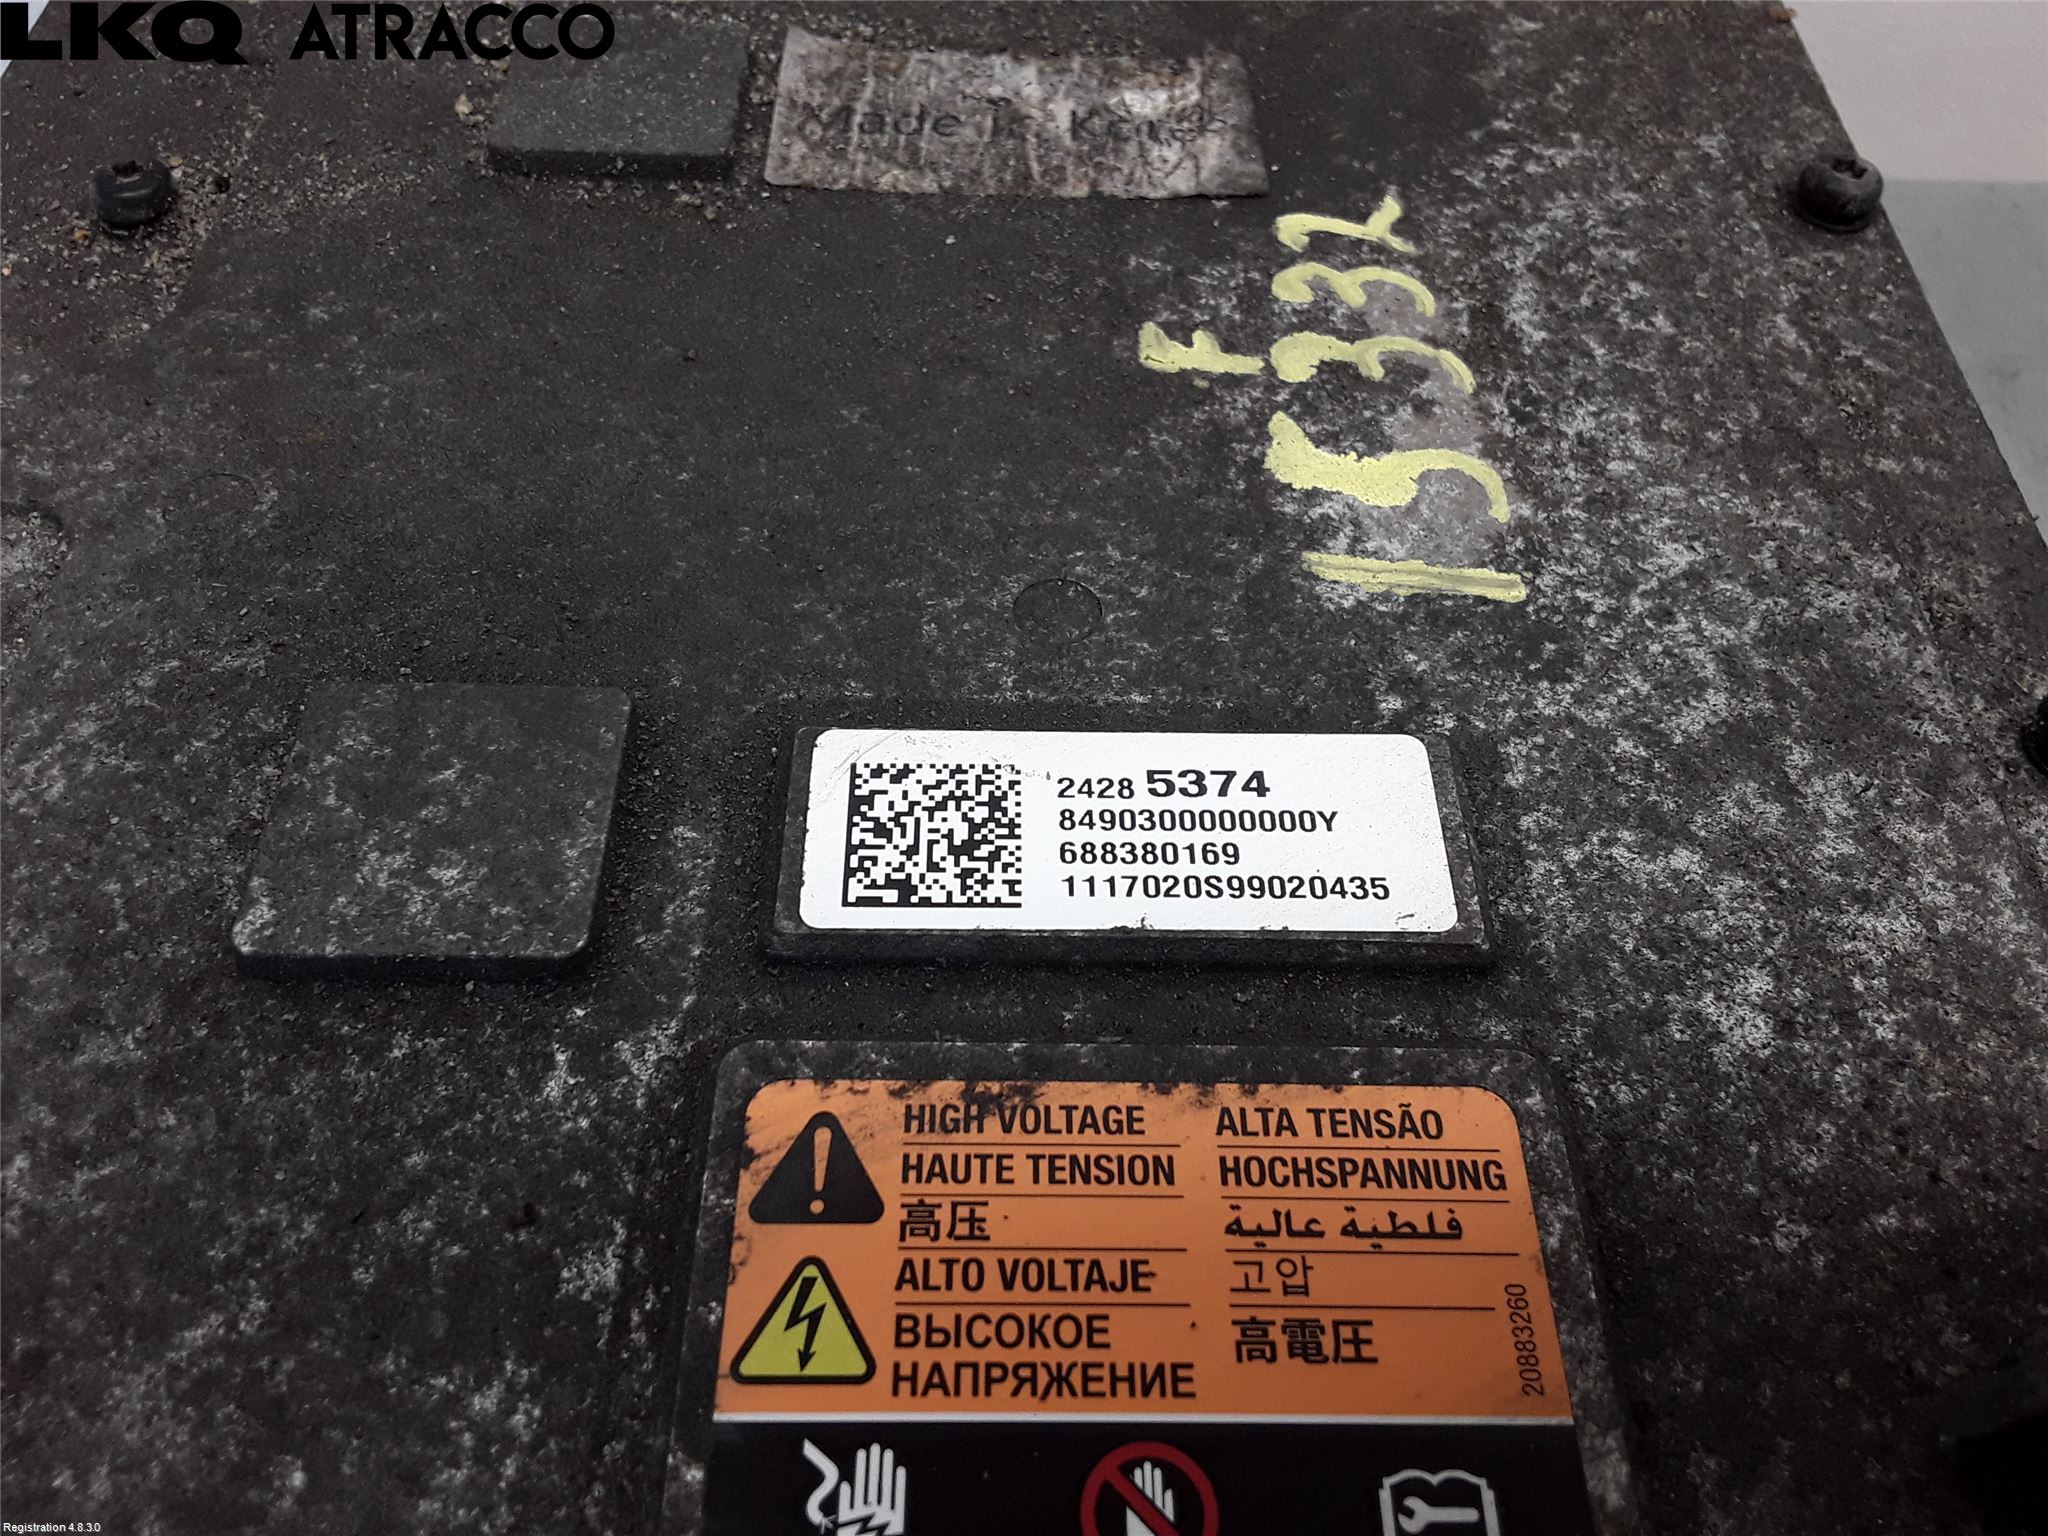 LKQ ATRACCO
Made in Korea
F
15332
2428 5374
8490300000000Y
688380169
1117020S99020435
HIGH VOLTAGE
HAUTE TENSION
高压
ALTO VOLTAJE
ВЫСОКОЕ
НАПРЯЖЕНИЕ
ALTA TENSÃO
HOCHSPANNUNG
فلطية عالية
고압
高電圧
20883260
Registration 4.8.3.0